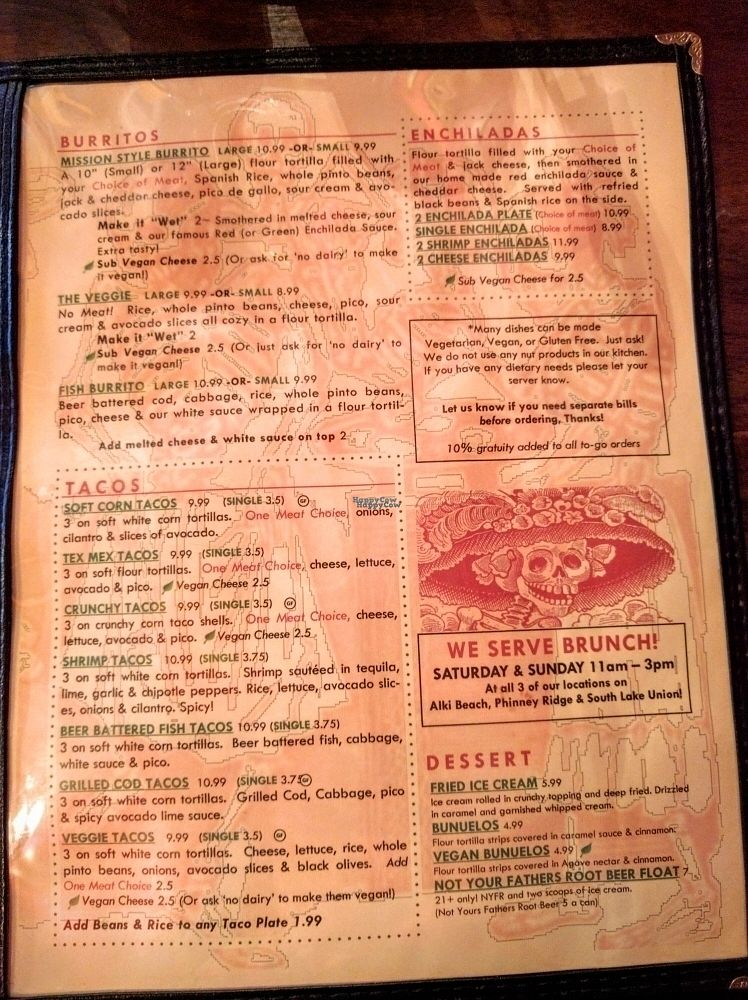 BURRITOS
MISSION STYLE BURRITO LARGE 10.99 -OR- SMALL 9.99
A 10" (Small) or 12" (Large) flour tortilla filled with
your Choice of Meat, Spanish Rice, whole pinto beans,
jack & cheddar cheese, pico de gallo, sour cream & avo-
cado slices.
Make it "Wet" 2~ Smothered in melted cheese, sour
cream & our famous Red (or Green) Enchilada Sauce.
Extra tasty!
Sub Vegan Cheese 2.5 (Or ask for 'no dairy' to make
it vegan!)
THE VEGGIE LARGE 9.99 -OR- SMALL 8.99
No Meat! Rice, whole pinto beans, cheese, pico, sour
cream & avocado slices all cozy in a flour tortilla.
Make it "Wet" 2
Sub Vegan Cheese 2.5 (Or just ask for 'no dairy' to
make it vegan!)
FISH BURRITO LARGE 10.99 -OR- SMALL 9.99
Beer battered cod, cabbage, rice, whole pinto beans,
pico, cheese & our white sauce wrapped in a flour tortil-
la.
Add melted cheese & white sauce on top 2
TACOS
SOFT CORN TACOS 9.99 (SINGLE 3.5) GF
3 on soft white corn tortillas. One Meat Choice, onions,
cilantro & slices of avocado.
TEX MEX TACOS 9.99 (SINGLE 3.5)
3 on soft flour tortillas. One Meat Choice, cheese, lettuce,
avocado & pico. Vegan Cheese 2.5
CRUNCHY TACOS 9.99 (SINGLE 3.5) GF
3 on crunchy corn taco shells. One Meat Choice, cheese,
lettuce, avocado & pico. Vegan Cheese 2.5
SHRIMP TACOS 10.99 (SINGLE 3.75)
3 on soft white corn tortillas. Shrimp sautéed in tequila,
lime, garlic & chipotle peppers. Rice, lettuce, avocado slic-
es, onions & cilantro. Spicy!
BEER BATTERED FISH TACOS 10.99 (SINGLE 3.75)
3 on soft white corn tortillas. Beer battered fish, cabbage,
white sauce & pico.
GRILLED COD TACOS 10.99 (SINGLE 3.75 GF
3 on soft white corn tortillas. Grilled Cod, Cabbage, pico
& spicy avocado lime sauce.
VEGGIE TACOS 9.99 (SINGLE 3.5) GF
3 on soft white corn tortillas. Cheese, lettuce, rice, whole
pinto beans, onions, avocado slices & black olives. Add
One Meat Choice 2.5
Vegan Cheese 2.5 (Or ask 'no dairy' to make them vegan!)
Add Beans & Rice to any Taco Plate 1.99
ENCHILADAS
Flour tortilla filled with your Choice of
Meat & jack cheese, then smothered in
our home made red enchilada sauce &
cheddar cheese. Served with refried
black beans & Spanish rice on the side.
2 ENCHILADA PLATE (Choice of meat) 10.99
SINGLE ENCHILADA (Choice of meat) 8.99
2 SHRIMP ENCHILADAS 11.99
2 CHEESE ENCHILADAS 9.99
Sub Vegan Cheese for 2.5
*Many dishes can be made
Vegetarian, Vegan, or Gluten Free. Just ask!
We do not use any nut products in our kitchen.
If you have any dietary needs please let your
server know.
Let us know if you need separate bills
before ordering, Thanks!
10% gratuity added to all to-go orders
HappyCow
HappyCow
WE SERVE BRUNCH!
SATURDAY & SUNDAY 11am – 3pm
At all 3 of our locations on
Alki Beach, Phinney Ridge & South Lake Union!
DESSERT
FRIED ICE CREAM 5.99
Ice cream rolled in crunchy topping and deep fried. Drizzled
in caramel and garnished whipped cream.
BUNUELOS 4.99
Flour tortilla strips covered in caramel sauce & cinnamon.
VEGAN BUNUELOS 4.99
Flour tortilla strips covered in Agave nectar & cinnamon.
NOT YOUR FATHERS ROOT BEER FLOAT 7
21+ only! NYFR and two scoops of ice cream.
(Not Yours Fathers Root Beer 5 a can)